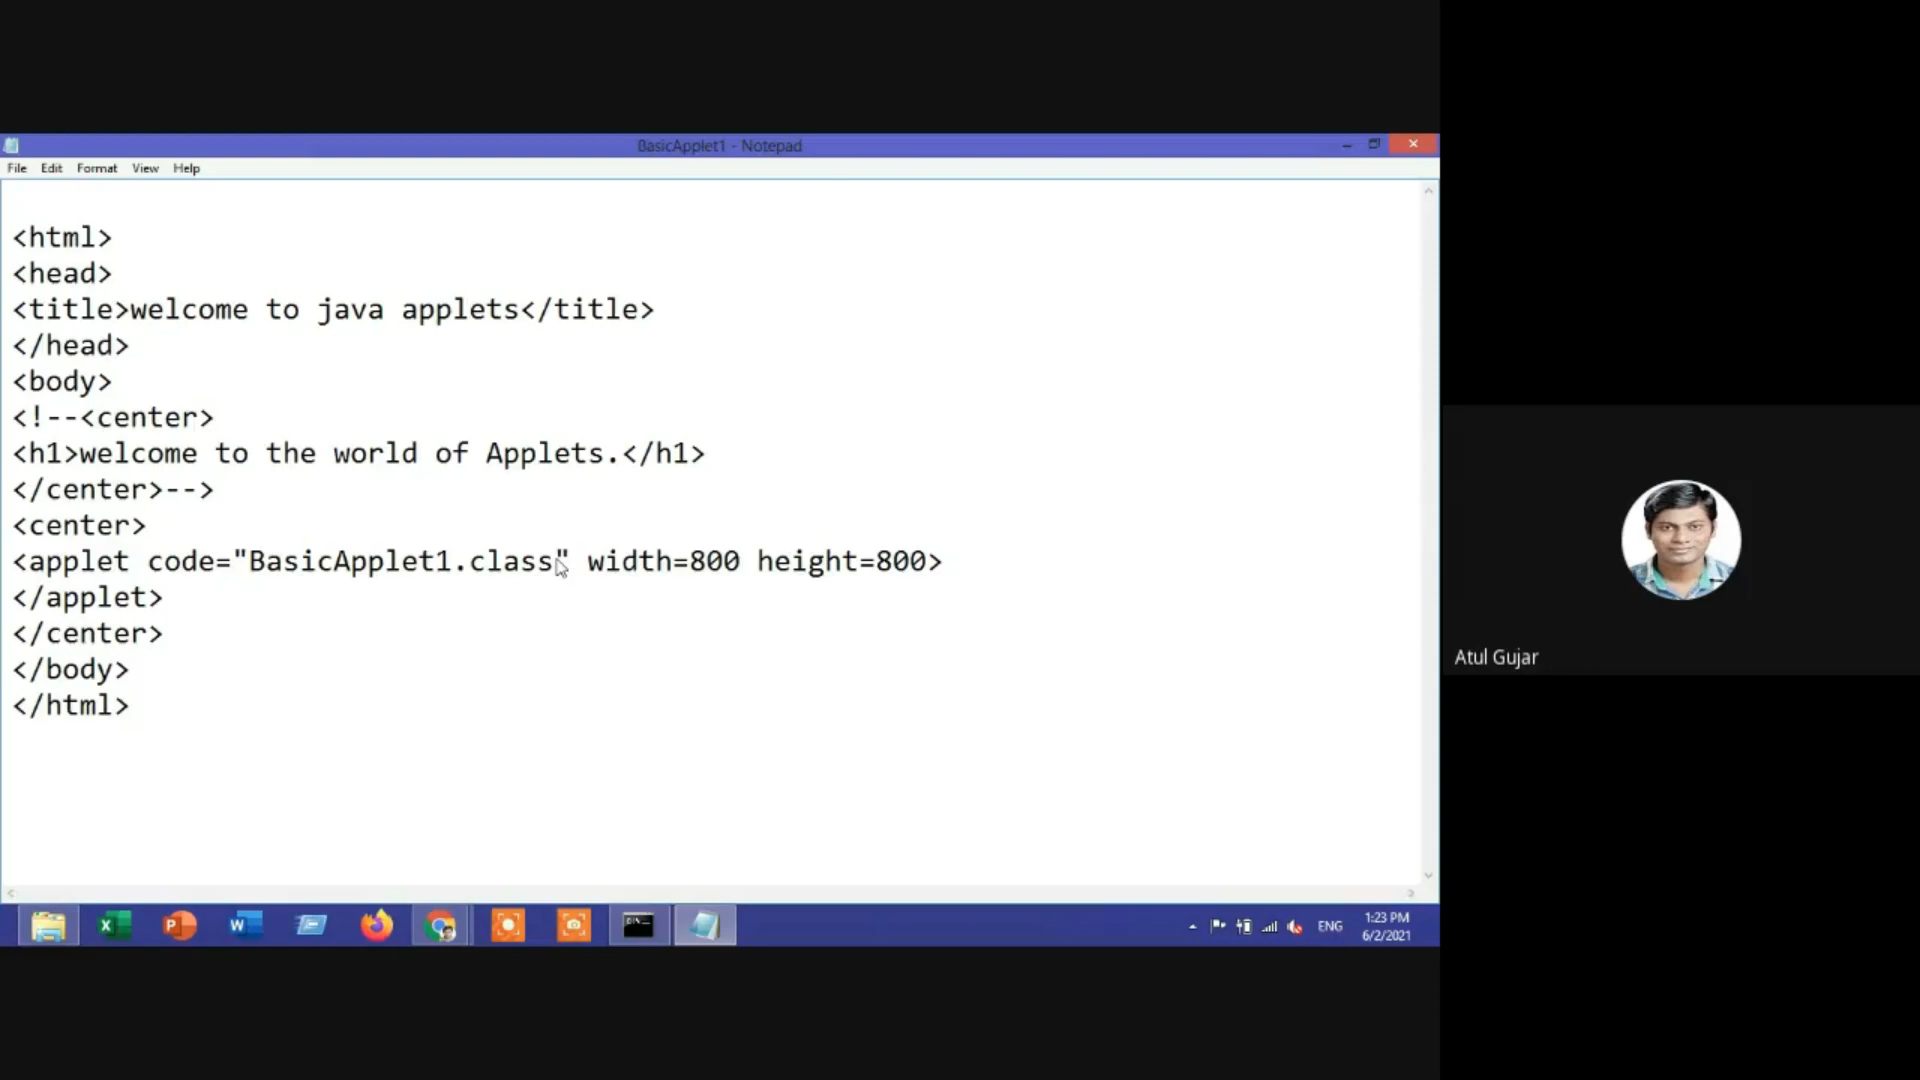 BasicApplet1 - Notepad
File Edit Format View Help
<html>
<head>
<title>welcome to java applets</title>
</head>
<body>
<!--<center>
<h1>welcome to the world of Applets.</h1>
</center>-->
<center>
<applet code="BasicApplet1.class" width=800 height=800>
</applet>
</center>
</body>
</html>
Atul Gujar
ENG
1:23 PM
6/2/2021